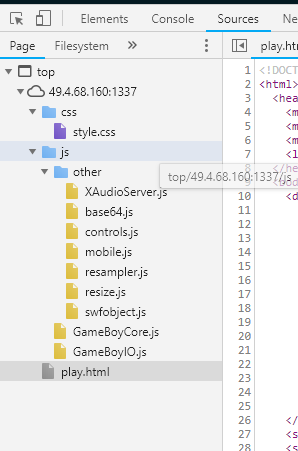 Elements Console Sources
Page Filesystem » play.ht
top
49.4.68.160:1337
css
style.css
js
other
XAudioServer.js
base64.js
controls.js
mobile.js
resampler.js
resize.js
swfobject.js
GameBoyCore.js
GameBoyIO.js
play.html
top/49.4.68.160:1337/js
1 <!DOCT
2 <html>
3 <hea
4 <m
5 <m
6 <m
7 <l
8 </he
9 <bod
10 <d
11
12
13
14
15
16
17
18
19
20
21
22
23
24
25
26 </
27 <s
28 <s